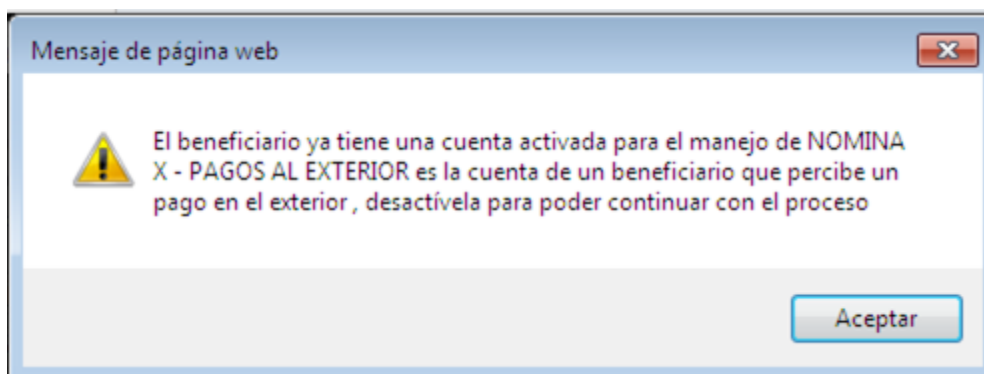 Mensaje de página web
El beneficiario ya tiene una cuenta activada para el manejo de NOMINA
X - PAGOS AL EXTERIOR es la cuenta de un beneficiario que percibe un
pago en el exterior , desactívela para poder continuar con el proceso
Aceptar